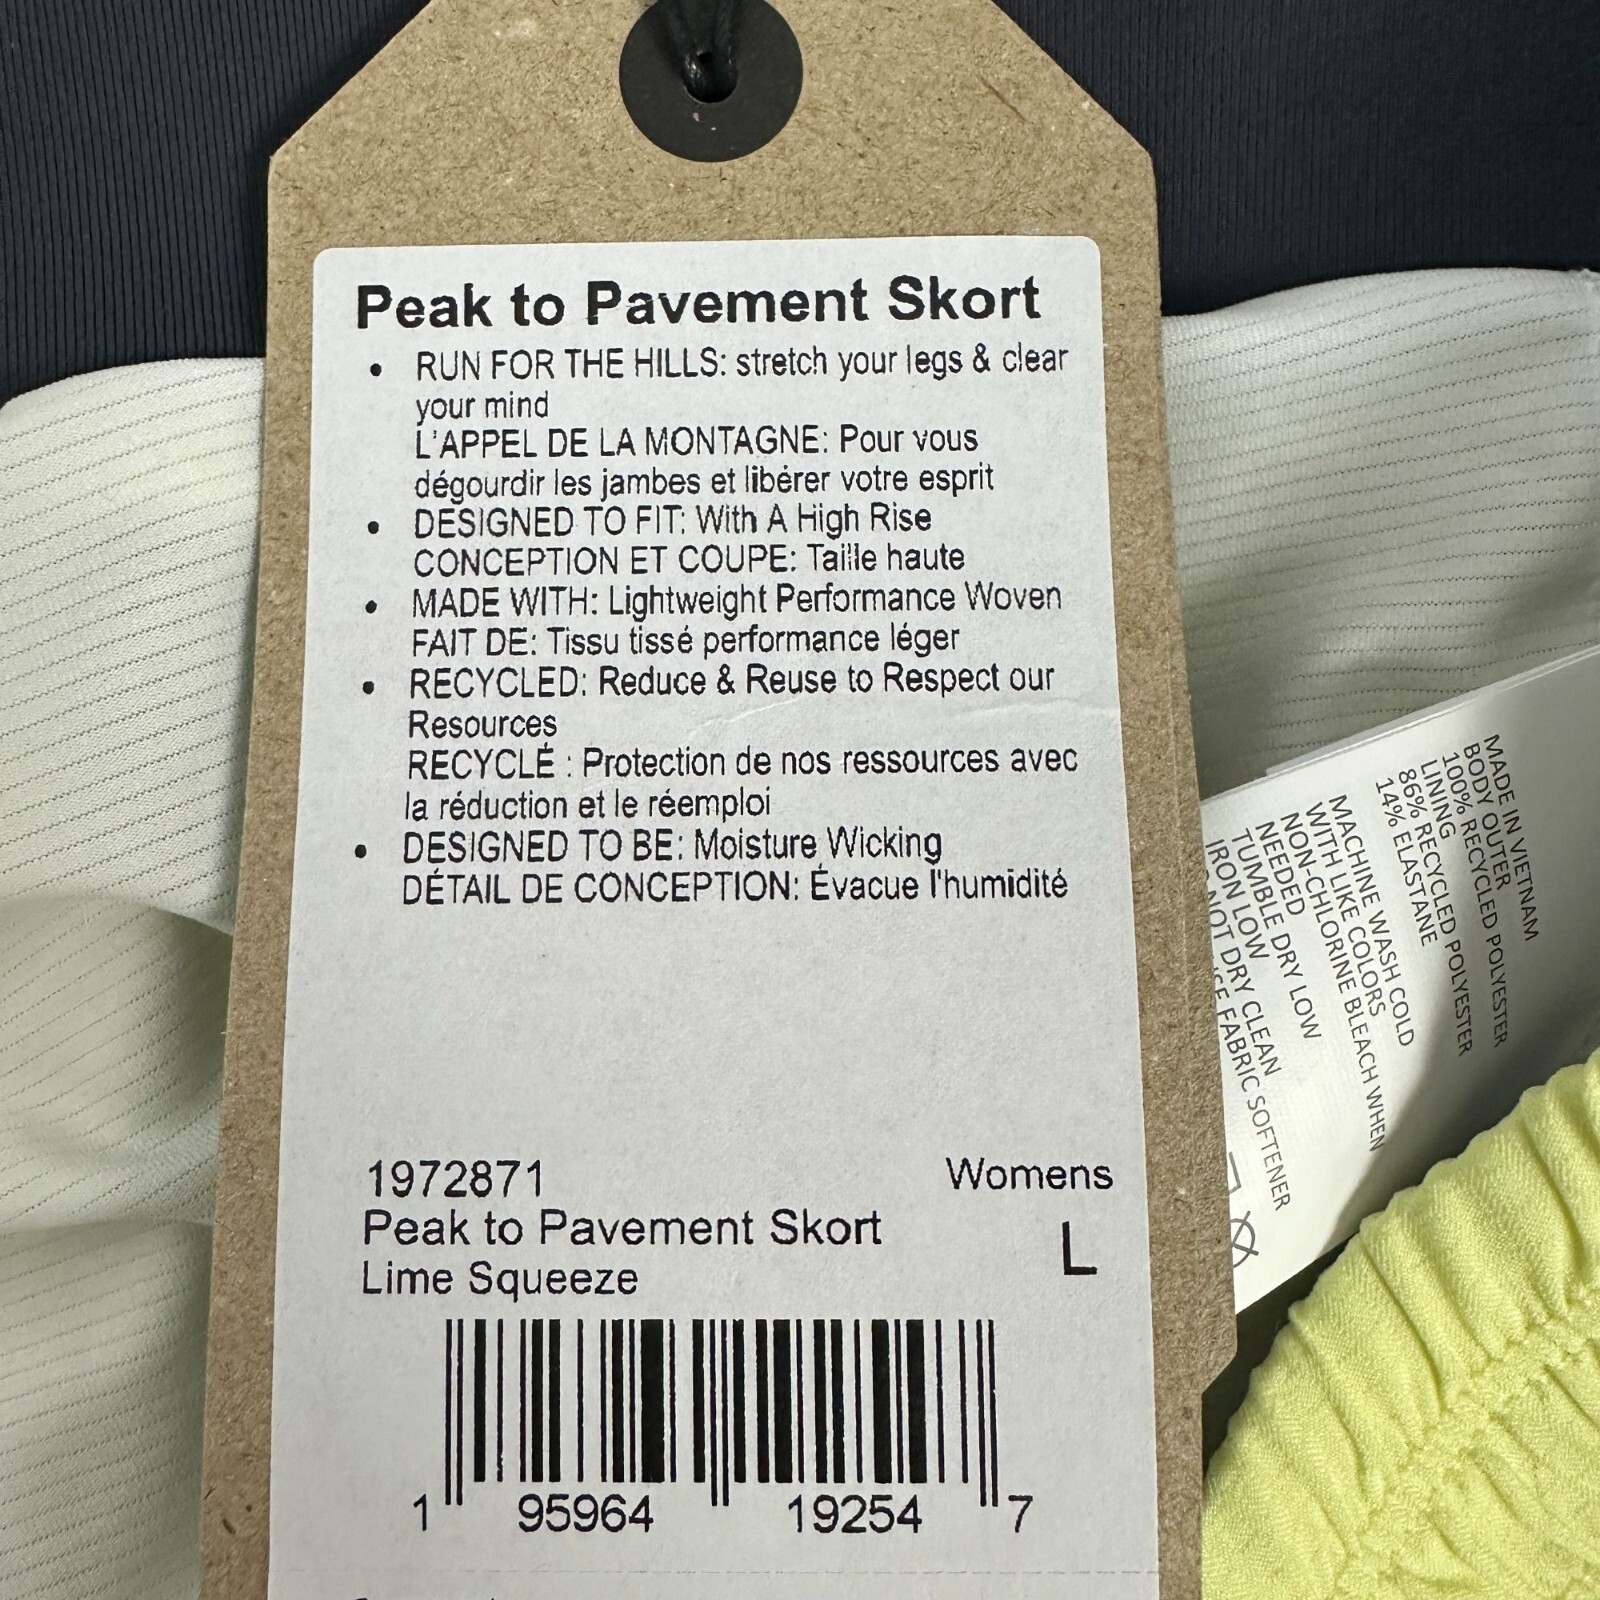 Peak to Pavement Skort
• RUN FOR THE HILLS: stretch your legs & clear
your mind
L'APPEL DE LA MONTAGNE: Pour vous
dégourdir les jambes et libérer votre esprit
• DESIGNED TO FIT: With A High Rise
CONCEPTION ET COUPE: Taille haute
• MADE WITH: Lightweight Performance Woven
FAIT DE: Tissu tissé performance léger
• RECYCLED: Reduce & Reuse to Respect our
Resources
RECYCLÉ : Protection de nos ressources avec
la réduction et le réemploi
• DESIGNED TO BE: Moisture Wicking
DÉTAIL DE CONCEPTION: Évacue l'humidité
1972871 Womens
Peak to Pavement Skort L
Lime Squeeze
1 95964 19254 7
MADE IN VIETNAM
BODY OUTER
100% RECYCLED POLYESTER
LINING
86% RECYCLED POLYESTER
14% ELASTANE
MACHINE WASH COLD
WITH LIKE COLORS
NON-CHLORINE BLEACH WHEN
NEEDED
TUMBLE DRY LOW
IRON LOW
NOT DRY CLEAN
FABRIC SOFTENER